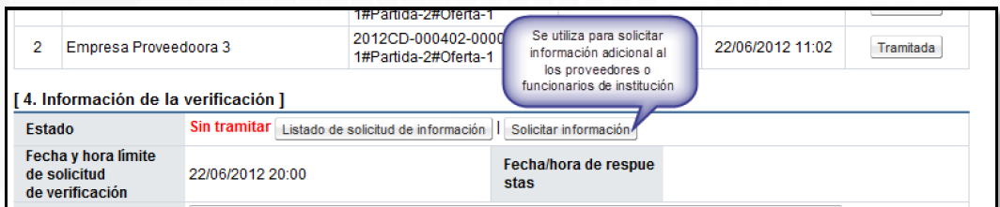 1#Partida-2#Oferta-1
2 Empresa Proveedoora 3 2012CD-000402-0000 22/06/2012 11:02 Tramitada
1#Partida-2#Oferta-1
Se utiliza para solicitar
información adicional al
los proveedores o
funcionarios de institución
[ 4. Información de la verificación ]
Estado Sin tramitar Listado de solicitud de información | Solicitar información
Fecha y hora límite
de solicitud
de verificación
22/06/2012 20:00
Fecha/hora de respue
stas